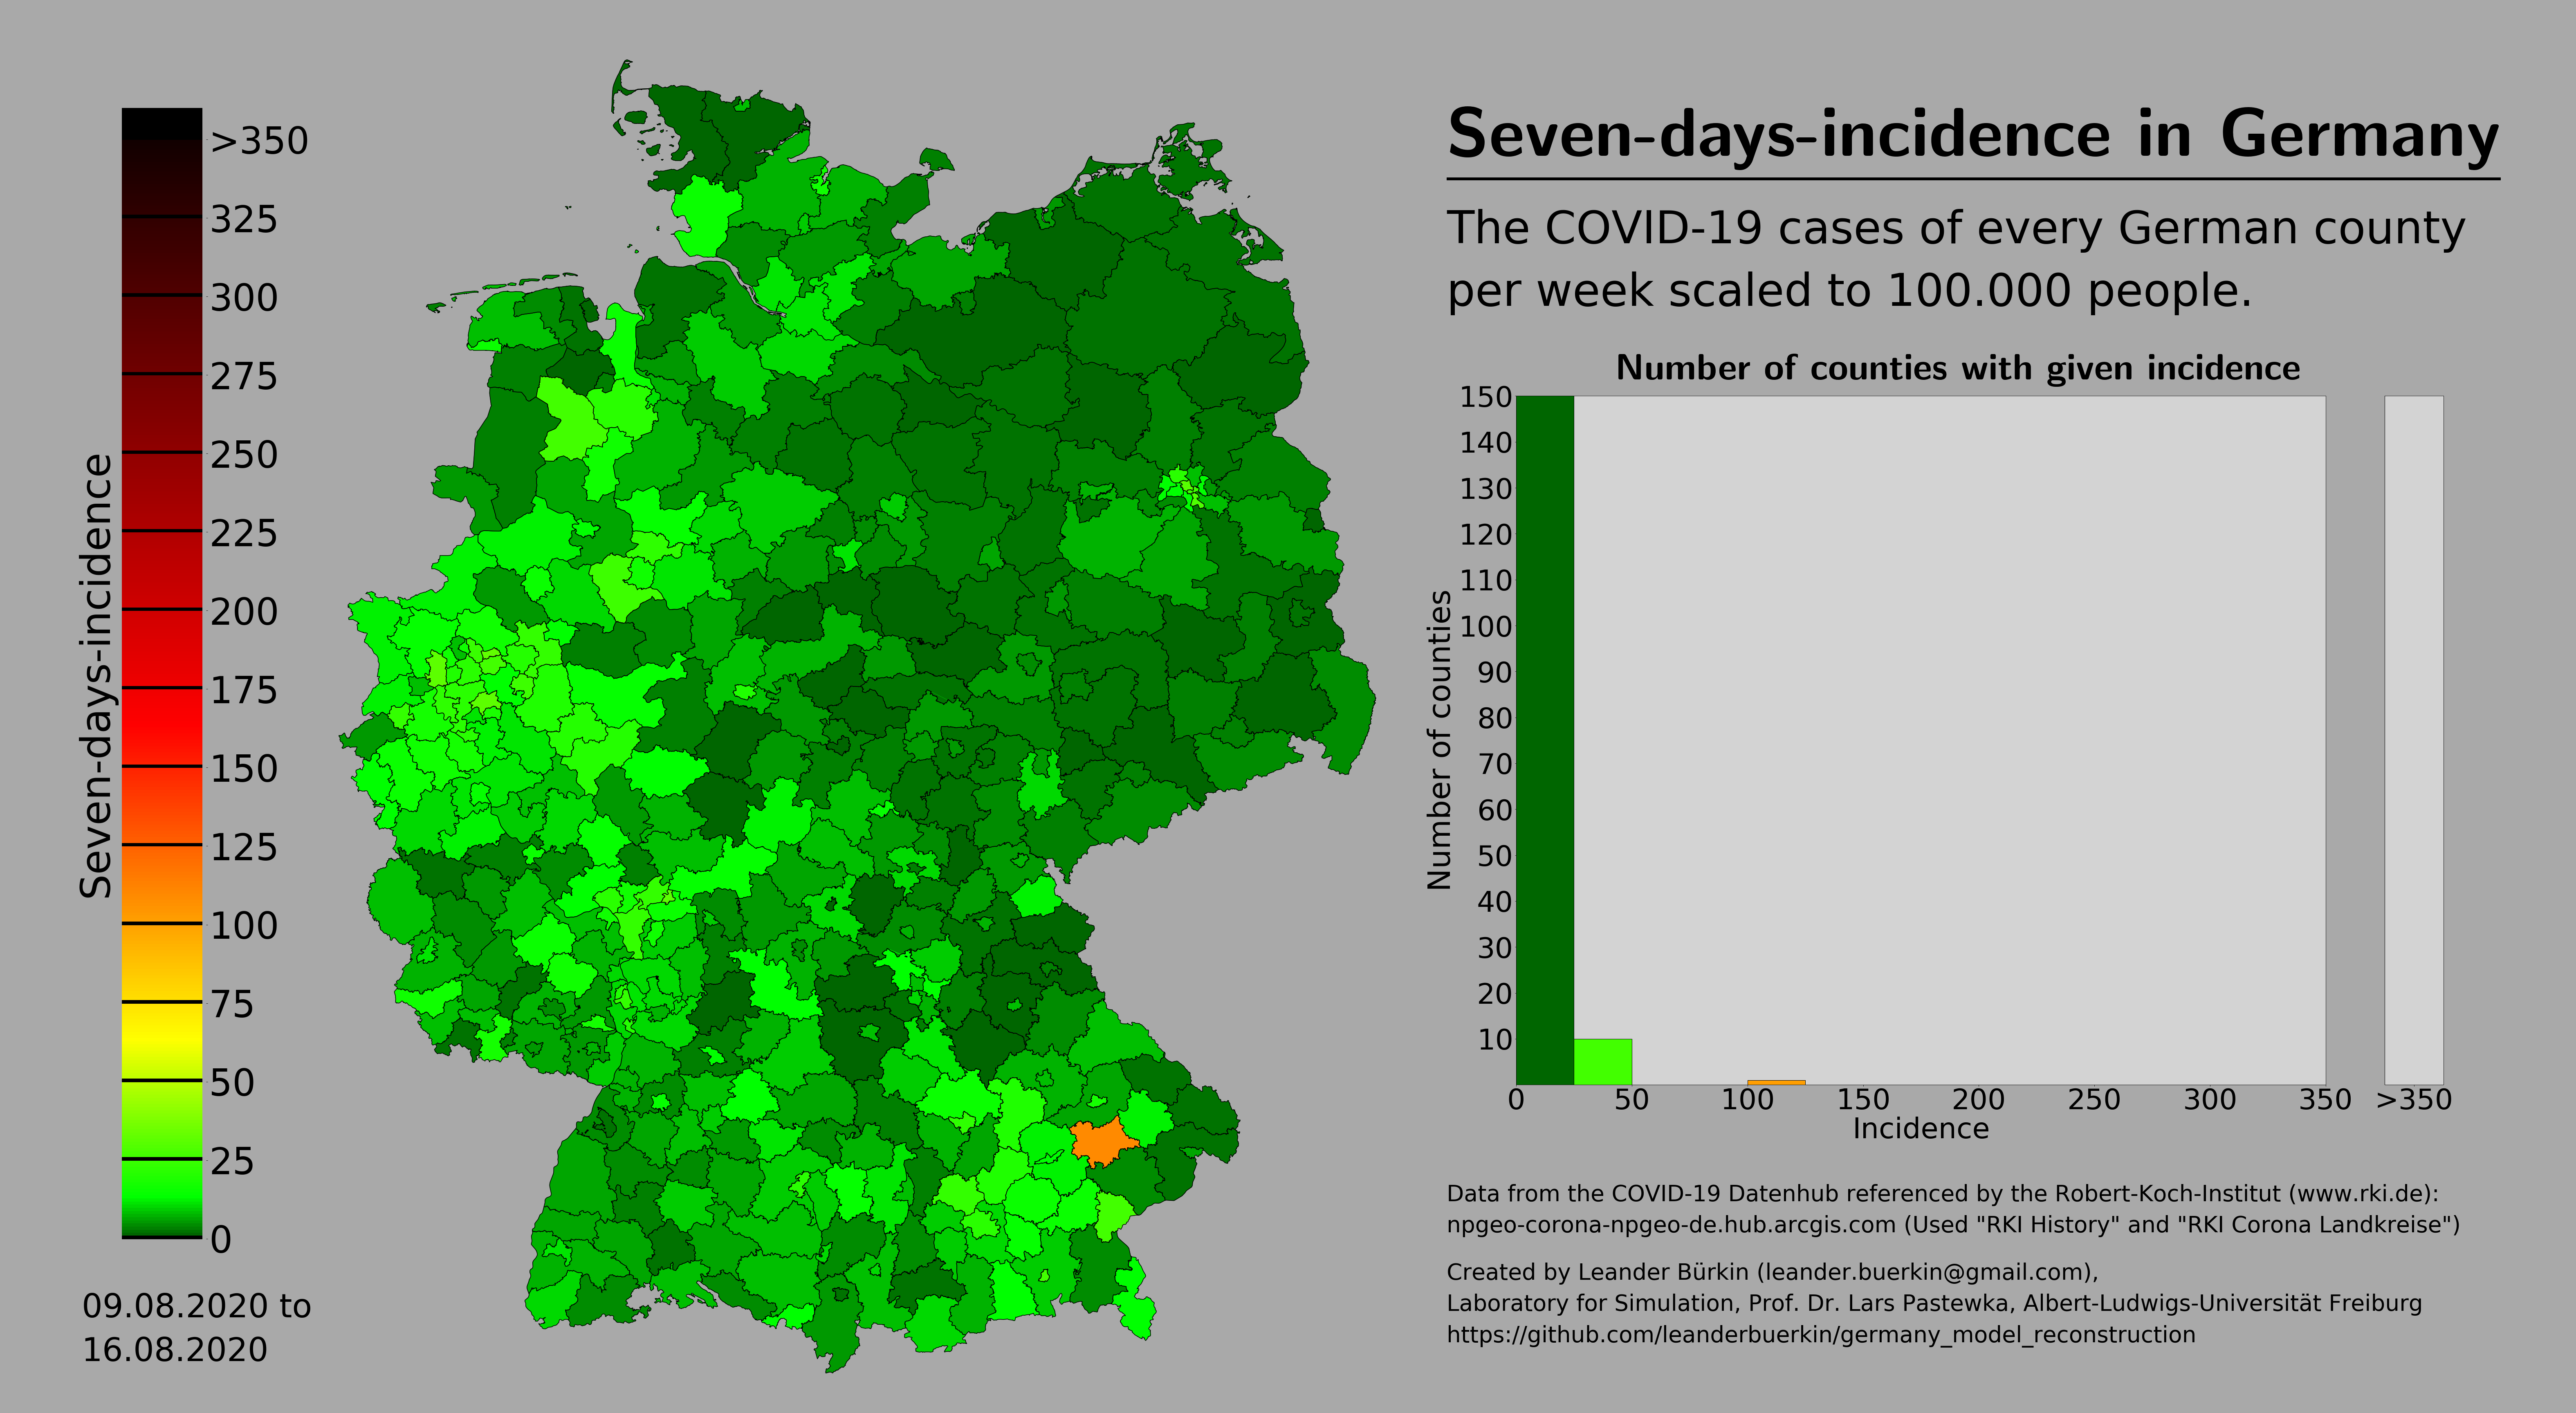 Seven-days-incidence in Germany
The COVID-19 cases of every German county
per week scaled to 100.000 people.
Seven-days-incidence
>350
325
300
275
250
225
200
175
150
125
100
75
50
25
0
09.08.2020 to
16.08.2020
Number of counties with given incidence
Number of counties
150
140
130
120
110
100
90
80
70
60
50
40
30
20
10
0 50 100 150 200 250 300 350 >350
Incidence
Data from the COVID-19 Datenhub referenced by the Robert-Koch-Institut (www.rki.de):
npgeo-corona-npgeo-de.hub.arcgis.com (Used "RKI History" and "RKI Corona Landkreise")
Created by Leander Bürkin (leander.buerkin@gmail.com),
Laboratory for Simulation, Prof. Dr. Lars Pastewka, Albert-Ludwigs-Universität Freiburg
https://github.com/leanderbuerkin/germany_model_reconstruction